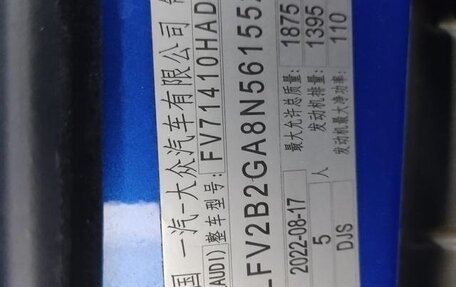 国 一汽-大众汽车有限公司
AUDI) 整车型号: FV71410HAD
LFV2B2GA8N561552
最大允许总质量: 1875
2022-08-17 发动机排量: 1395
5 人 发动机最大净功率: 110
DJS